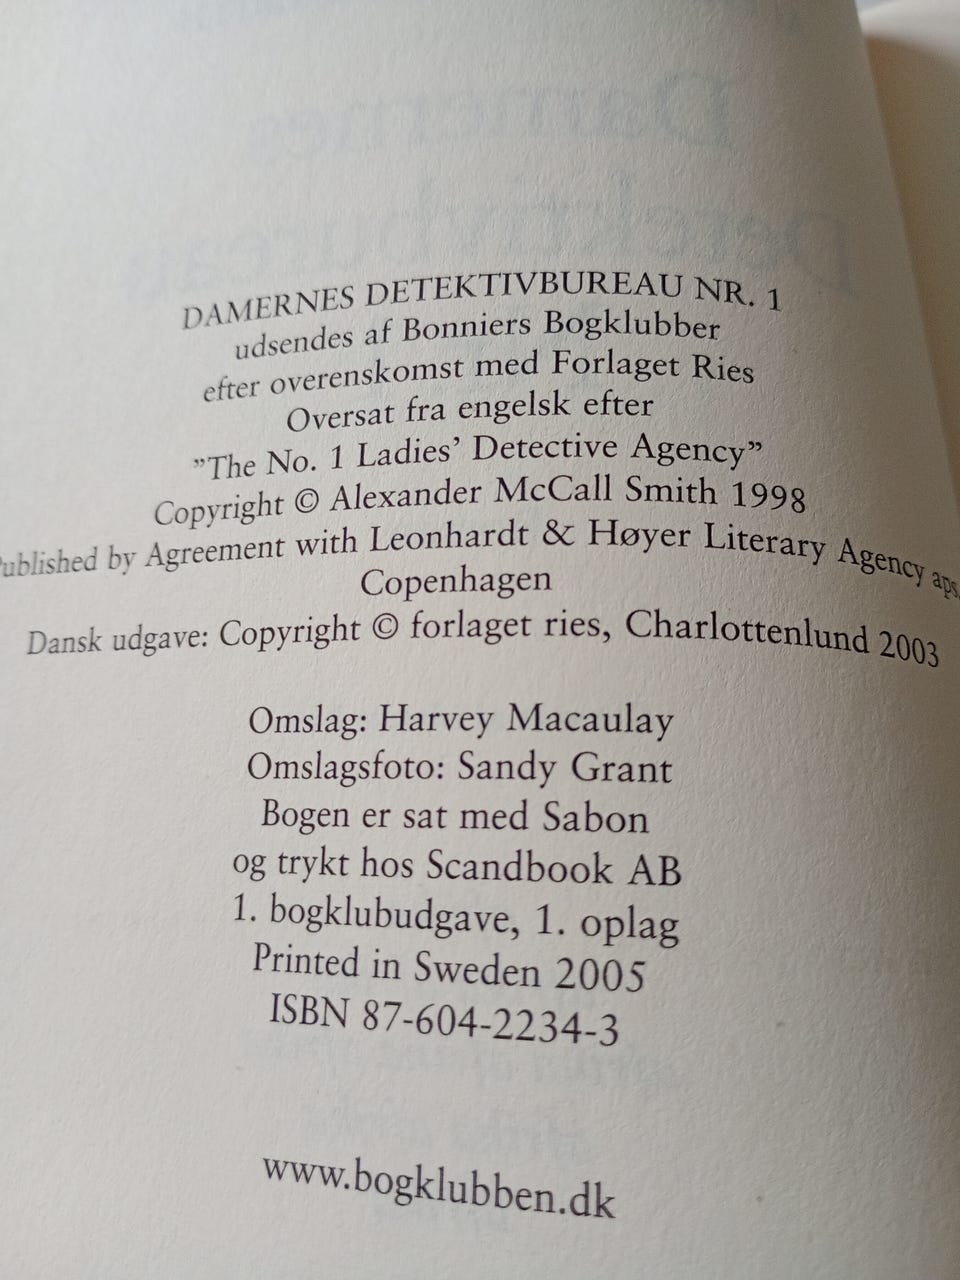 DAMERNES DETEKTIVBUREAU NR. 1
udsendes af Bonniers Bogklubber
efter overenskomst med Forlaget Ries
Oversat fra engelsk efter
”The No. 1 Ladies’ Detective Agency”
Copyright © Alexander McCall Smith 1998
Published by Agreement with Leonhardt & Høyer Literary Agency aps.
Copenhagen
Dansk udgave: Copyright © forlaget ries, Charlottenlund 2003
Omslag: Harvey Macaulay
Omslagsfoto: Sandy Grant
Bogen er sat med Sabon
og trykt hos Scandbook AB
1. bogklubudgave, 1. oplag
Printed in Sweden 2005
ISBN 87-604-2234-3
www.bogklubben.dk